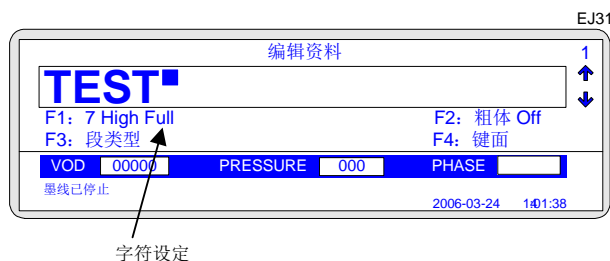 EJ31
编辑资料 1
TEST
F1: 7 High Full F2: 粗体 Off
F3: 段类型 F4: 键面
VOD 00000 PRESSURE 000 PHASE
墨线已停止
2006-03-24 14:01:38
字符设定